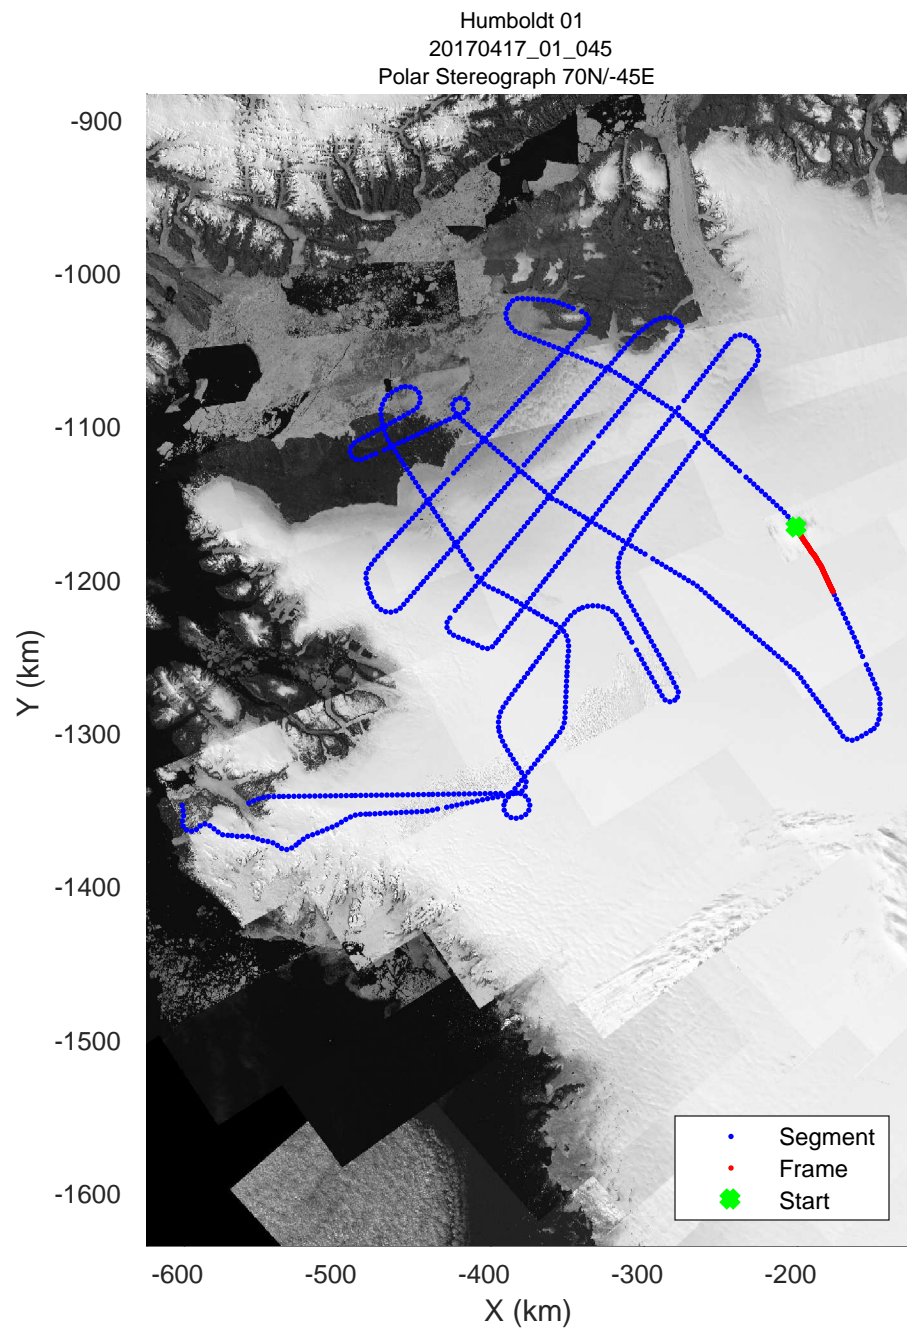 Humboldt 01
20170417_01_045
Polar Stereograph 70N/-45E
-900
-1000
-1100
-1200
-1300
-1400
-1500
-1600
Y (km)
Segment
Frame
Start
-600 -500 -400 -300 -200
X (km)